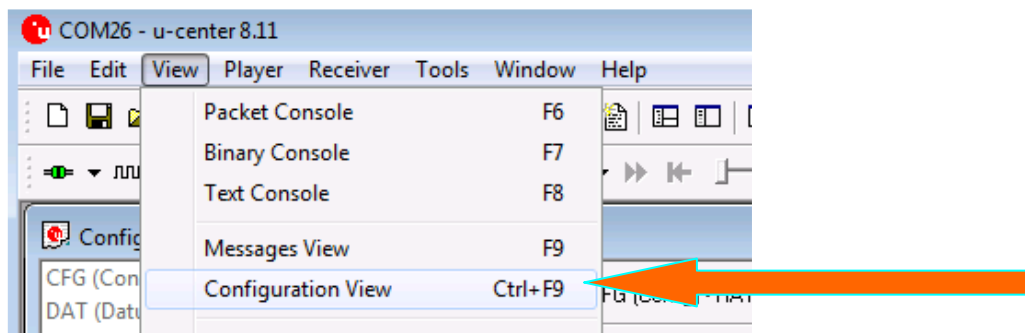 COM26 - u-center 8.11
File Edit View Player Receiver Tools Window Help
Packet Console F6
Binary Console F7
Text Console F8
Messages View F9
Configuration View Ctrl+F9
CFG (Con
DAT (Datu